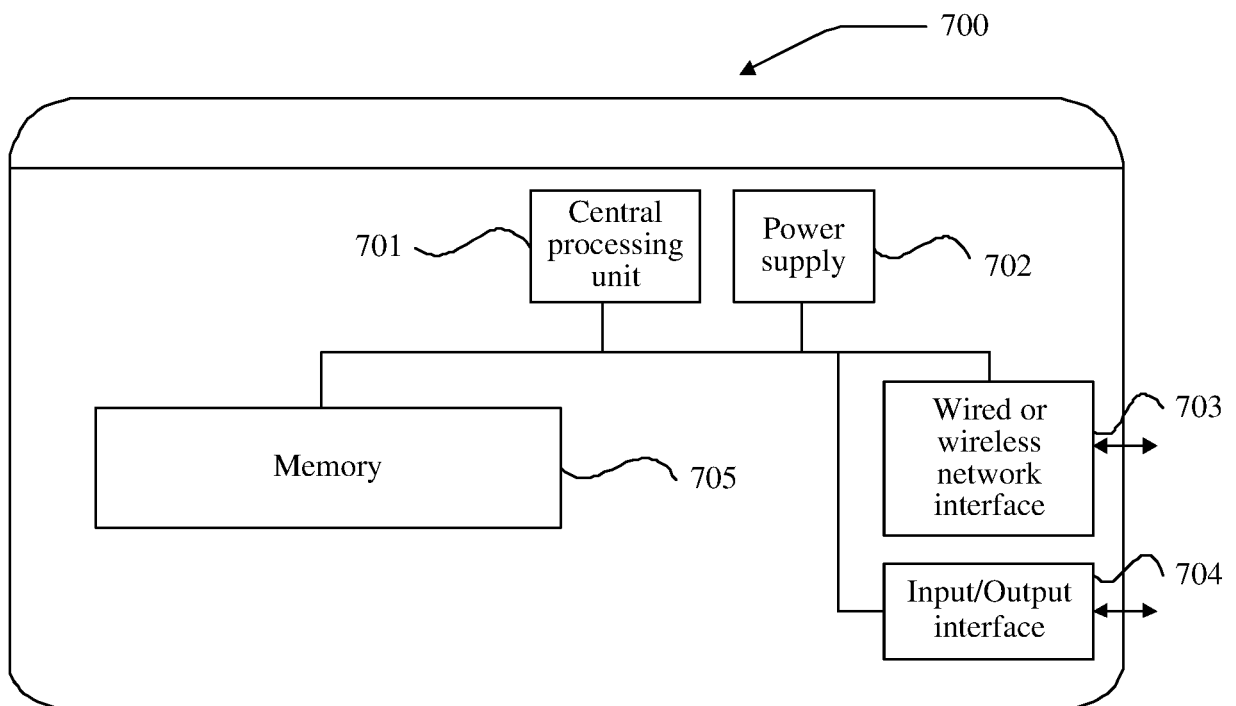 700
Central
processing
unit
701
Power
supply
702
Wired or
wireless
network
interface
703
Memory
705
Input/Output
interface
704